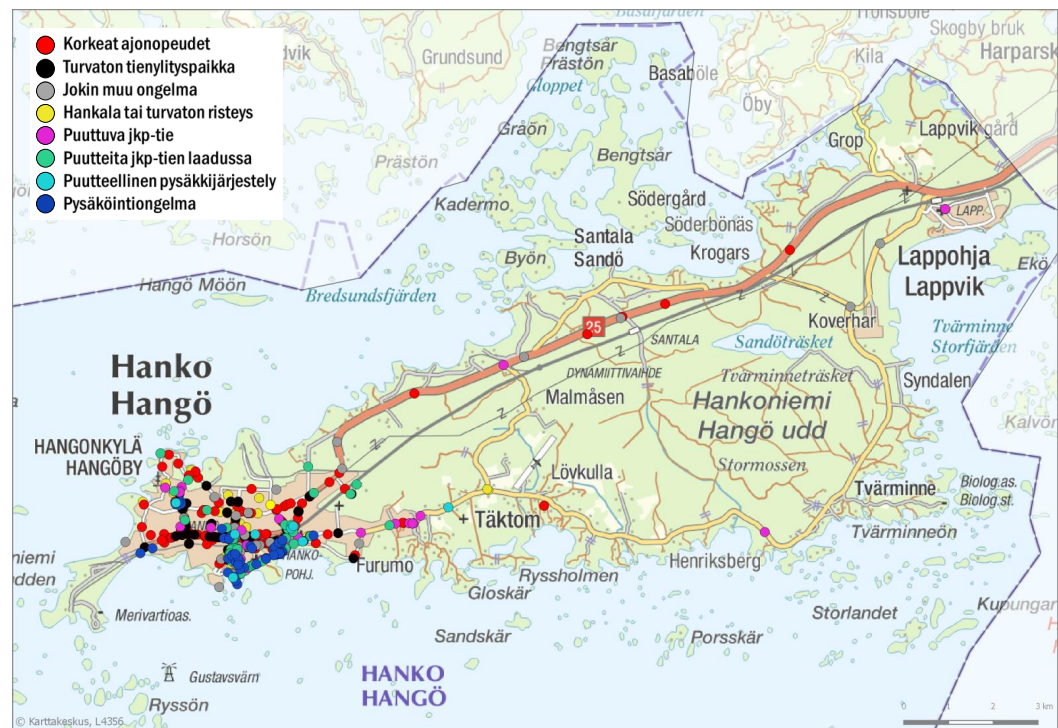 Korkeat ajonopeudet
Turvaton tienylityspaikka
Jokin muu ongelma
Hankala tai turvaton risteys
Puuttuva jkp-tie
Puutteita jkp-tien laadussa
Puutteellinen pysäkkijärjestely
Pysäköintiongelma
Grundsund
Bengtsår
Prästön
Gloppet
Basaböle
Öby
Kila
Skogby bruk
Harparsk
Gråön
Bengtsår
Prästön
Kadermo
Södergård
Söderbönäs
Krogars
Grop
Lappvik gård
LAPP.
Lappohja
Lappvik
Ekö
Horsön
Santala
Sandö
Byön
Hangö Möön
Bredsundsfjärden
25
SANTALA
DYNAMIITTIVAIHDE
Sandöträsket
Koverhar
Tvärminne
Storfjärden
Syndalen
Tvärminneträsket
Hankoniemi
Hangö udd
Stormossen
Malmåsen
Hanko
Hangö
HANGONKYLÄ
HANGÖBY
Lövkulla
Täktom
Tvärminne
Biolog.as.
Biolog.st.
Tvärminneön
Henriksberg
HANKO-
POHJ.
Furumo
Ryssholmen
Gloskär
Sandskär
Porsskär
Storlandet
Kupungar
Merivartioas.
Gustavsvärn
Ryssön
HANKO
HANGÖ
© Karttakeskus, L4356
0 1 2 3 km